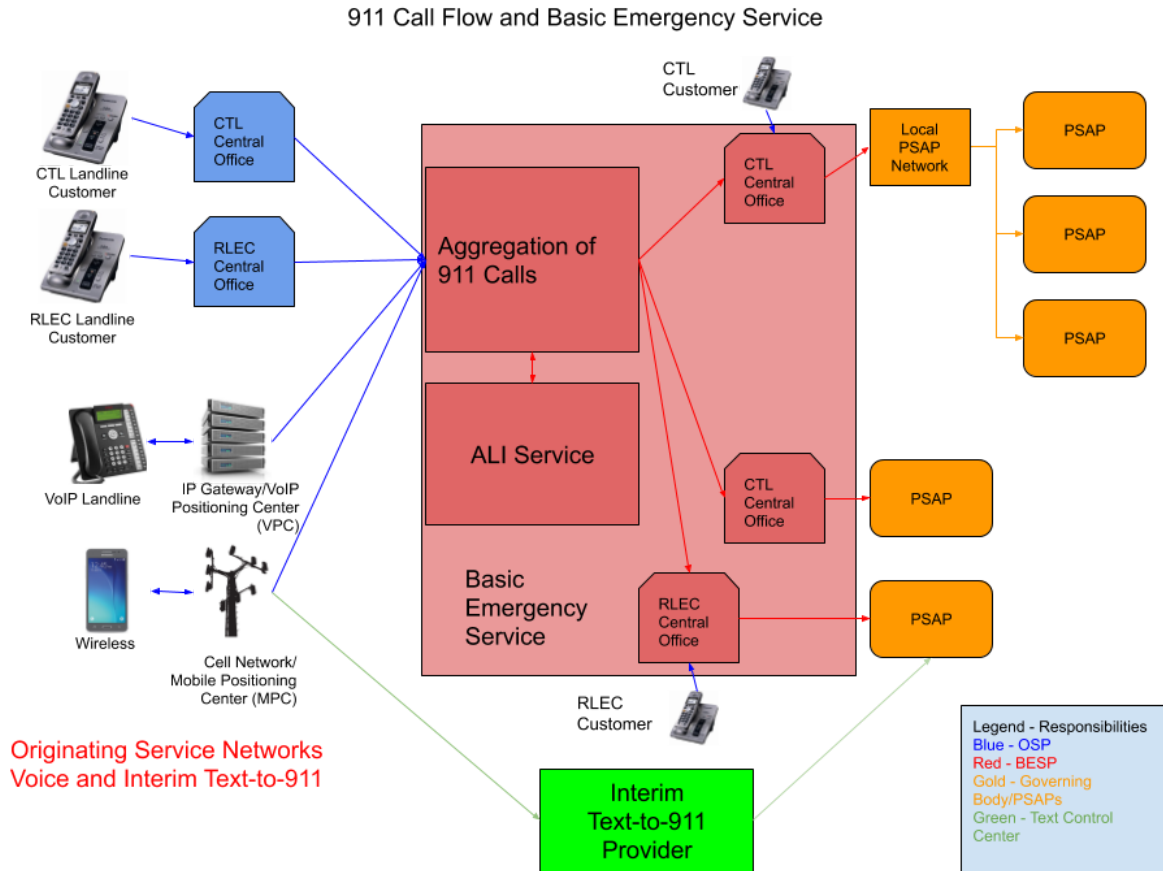 911 Call Flow and Basic Emergency Service
CTL
Customer
CTL
Central
Office
CTL Landline
Customer
RLEC
Central
Office
RLEC Landline
Customer
VoIP Landline
IP Gateway/VoIP
Positioning Center
(VPC)
Wireless
Cell Network/
Mobile Positioning
Center (MPC)
Originating Service Networks
Voice and Interim Text-to-911
Aggregation of
911 Calls
ALI Service
Basic
Emergency
Service
CTL
Central
Office
CTL
Central
Office
RLEC
Central
Office
RLEC
Customer
Local
PSAP
Network
PSAP
PSAP
PSAP
PSAP
PSAP
Interim
Text-to-911
Provider
Legend - Responsibilities
Blue - OSP
Red - BESP
Gold - Governing
Body/PSAPs
Green - Text Control
Center